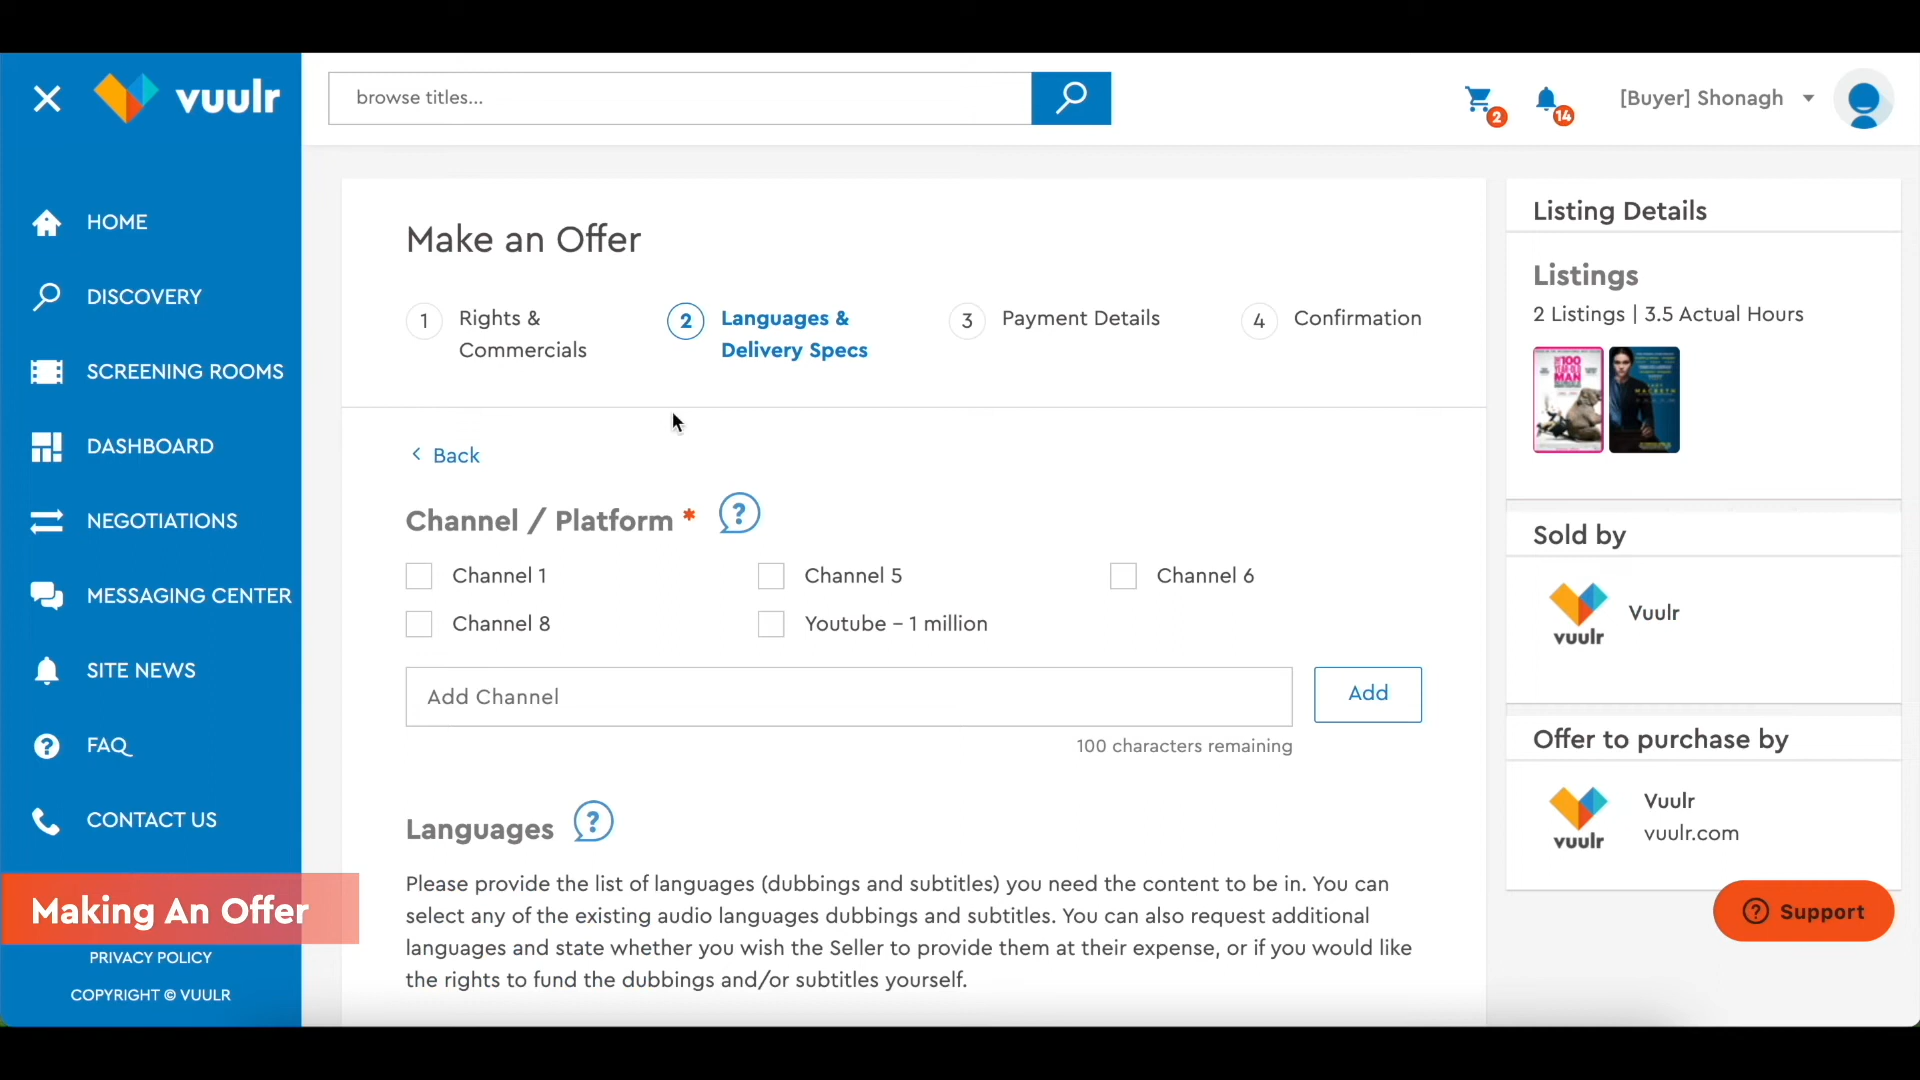 vuulr
browse titles...
2
14
[Buyer] Shonagh
HOME
DISCOVERY
SCREENING ROOMS
DASHBOARD
NEGOTIATIONS
MESSAGING CENTER
SITE NEWS
FAQ
CONTACT US
Making An Offer
PRIVACY POLICY
COPYRIGHT © VUULR
Make an Offer
1 Rights &
Commercials
2 Languages &
Delivery Specs
3 Payment Details
4 Confirmation
Back
Channel / Platform * ?
Channel 1
Channel 5
Channel 6
Channel 8
Youtube – 1 million
Add Channel
Add
100 characters remaining
Languages ?
Please provide the list of languages (dubbings and subtitles) you need the content to be in. You can
select any of the existing audio languages dubbings and subtitles. You can also request additional
languages and state whether you wish the Seller to provide them at their expense, or if you would like
the rights to fund the dubbings and/or subtitles yourself.
Listing Details
Listings
2 Listings | 3.5 Actual Hours
100
YEAR-OLD
MAN
MACBETH
Sold by
vuulr
Vuulr
Offer to purchase by
vuulr
Vuulr
vuulr.com
? Support